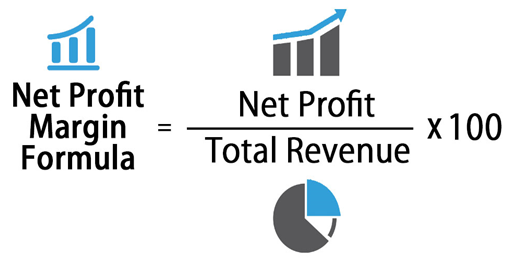 Net Profit
Margin
Formula
=
Net Profit
Total Revenue
x 100